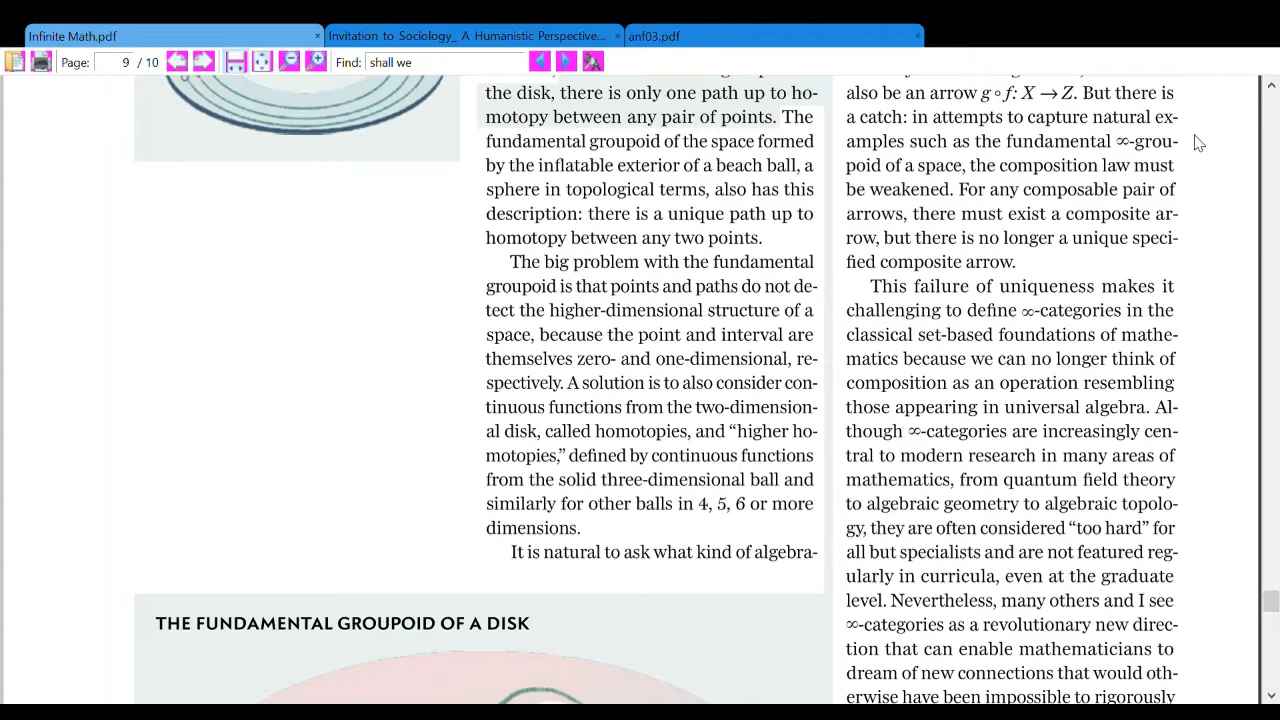 Infinite Math.pdf
Invitation to Sociology_ A Humanistic Perspective...
anf03.pdf
Page: 9 / 10
Find: shall we
the disk, there is only one path up to ho-
motopy between any pair of points. The
fundamental groupoid of the space formed
by the inflatable exterior of a beach ball, a
sphere in topological terms, also has this
description: there is a unique path up to
homotopy between any two points.
The big problem with the fundamental
groupoid is that points and paths do not de-
tect the higher-dimensional structure of a
space, because the point and interval are
themselves zero- and one-dimensional, re-
spectively. A solution is to also consider con-
tinuous functions from the two-dimension-
al disk, called homotopies, and “higher ho-
motopies,” defined by continuous functions
from the solid three-dimensional ball and
similarly for other balls in 4, 5, 6 or more
dimensions.
It is natural to ask what kind of algebra-
THE FUNDAMENTAL GROUPOID OF A DISK
also be an arrow g ∘ f: X → Z. But there is
a catch: in attempts to capture natural ex-
amples such as the fundamental ∞-grou-
poid of a space, the composition law must
be weakened. For any composable pair of
arrows, there must exist a composite ar-
row, but there is no longer a unique speci-
fied composite arrow.
This failure of uniqueness makes it
challenging to define ∞-categories in the
classical set-based foundations of mathe-
matics because we can no longer think of
composition as an operation resembling
those appearing in universal algebra. Al-
though ∞-categories are increasingly cen-
tral to modern research in many areas of
mathematics, from quantum field theory
to algebraic geometry to algebraic topolo-
gy, they are often considered “too hard” for
all but specialists and are not featured reg-
ularly in curricula, even at the graduate
level. Nevertheless, many others and I see
∞-categories as a revolutionary new direc-
tion that can enable mathematicians to
dream of new connections that would oth-
erwise have been impossible to rigorously